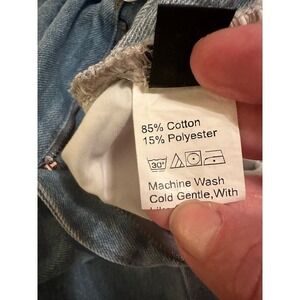 85% Cotton
15% Polyester
30°
Machine Wash
Cold Gentle,With